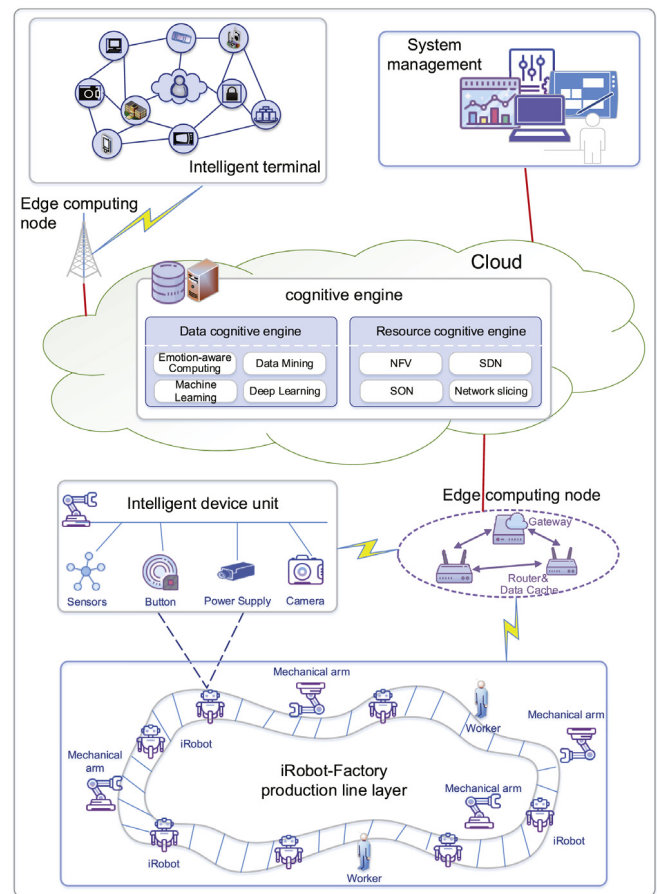 System
management
Intelligent terminal
Edge computing
node
Cloud
cognitive engine
Data cognitive engine
Emotion-aware
Computing
Data Mining
Machine
Learning
Deep Learning
Resource cognitive engine
NFV
SDN
SON
Network slicing
Intelligent device unit
Sensors
Button
Power Supply
Camera
Edge computing node
Gateway
Router&
Data Cache
Mechanical arm
Worker
Mechanical arm
iRobot
Mechanical
arm
iRobot-Factory
production line layer
Mechanical arm
iRobot
iRobot
Worker